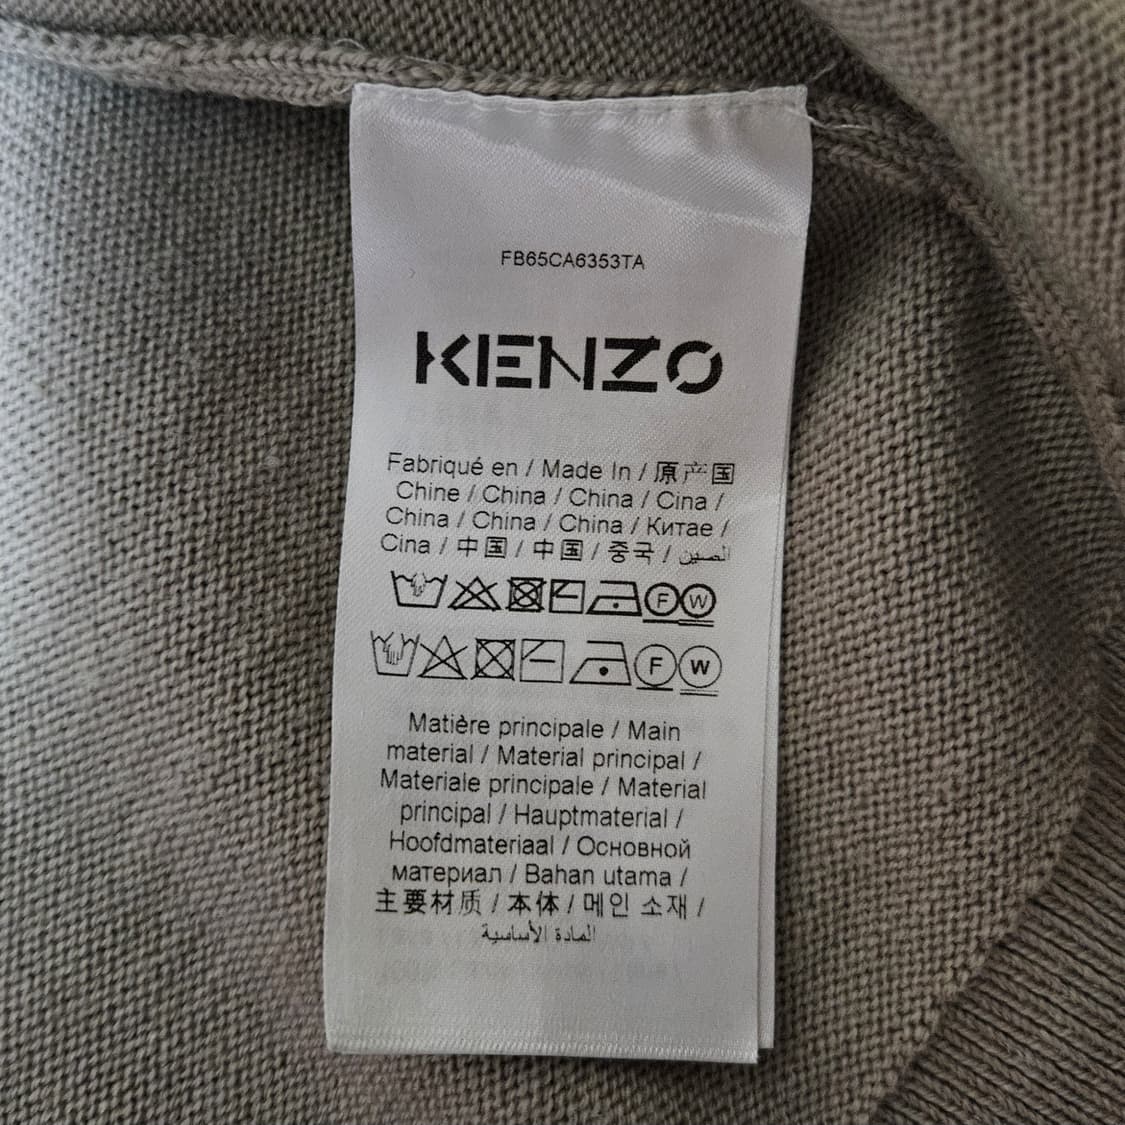 FB65CA6353TA
KENZO
Fabriqué en / Made In / 原产国
Chine / China / China / Cina /
China / China / China / Китае /
Cina / 中国 / 中国 / 중국 / الصين
F W
F W
Matière principale / Main
material / Material principal /
Materiale principale / Material
principal / Hauptmaterial /
Hoofdmateriaal / Основной
материал / Bahan utama /
主要材质 / 本体 / 메인 소재 /
المادة الأساسية